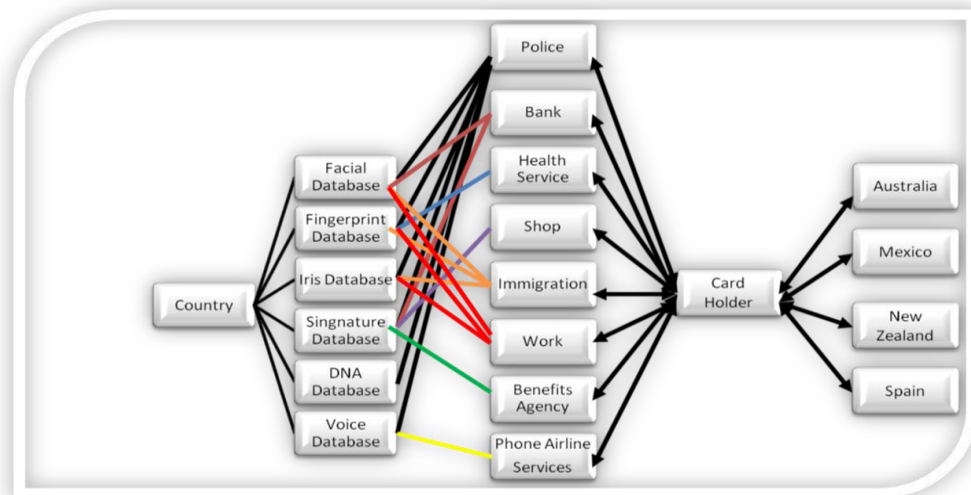 Country
Facial
Database
Fingerprint
Database
Iris Database
Singnature
Database
DNA
Database
Voice
Database
Police
Bank
Health
Service
Shop
Immigration
Work
Benefits
Agency
Phone Airline
Services
Card
Holder
Australia
Mexico
New
Zealand
Spain